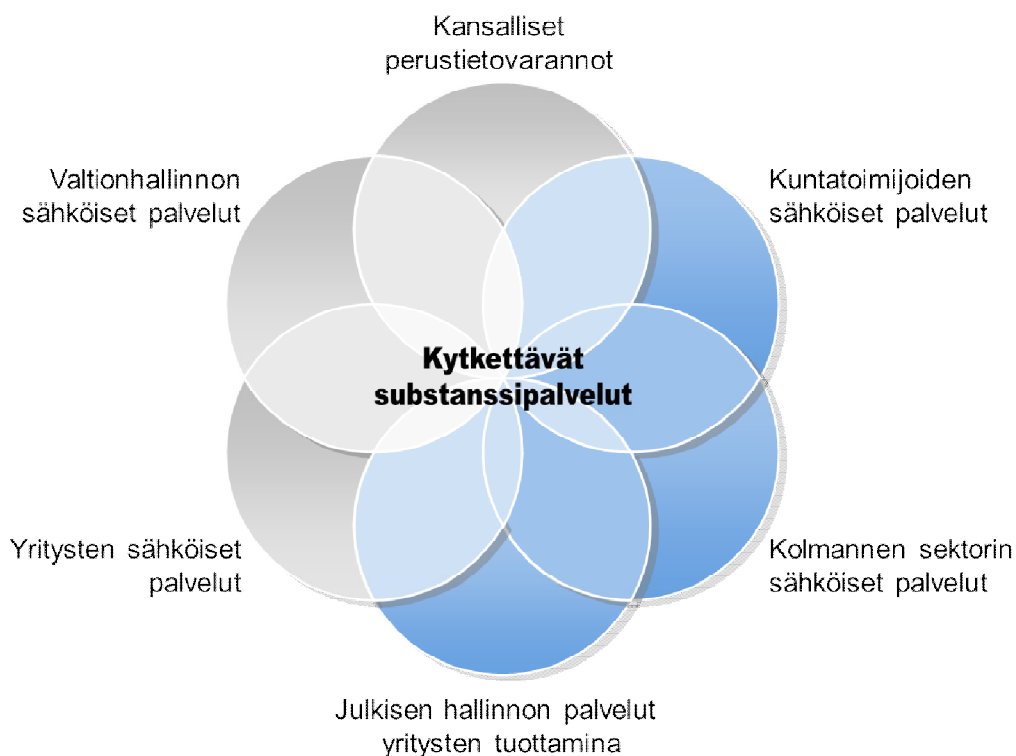 Kansalliset
perustietovarannot
Valtionhallinnon
sähköiset palvelut
Kuntatoimijoiden
sähköiset palvelut
Kytkettävät
substanssipalvelut
Yritysten sähköiset
palvelut
Kolmannen sektorin
sähköiset palvelut
Julkisen hallinnon palvelut
yritysten tuottamina